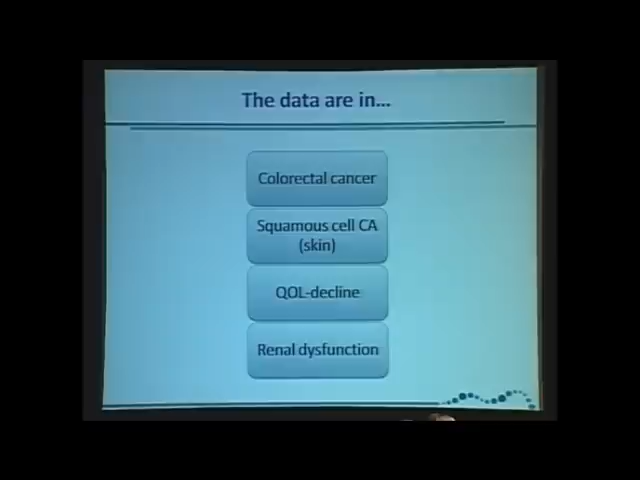 The data are in...
Colorectal cancer
Squamous cell CA
(skin)
QOL-decline
Renal dysfunction